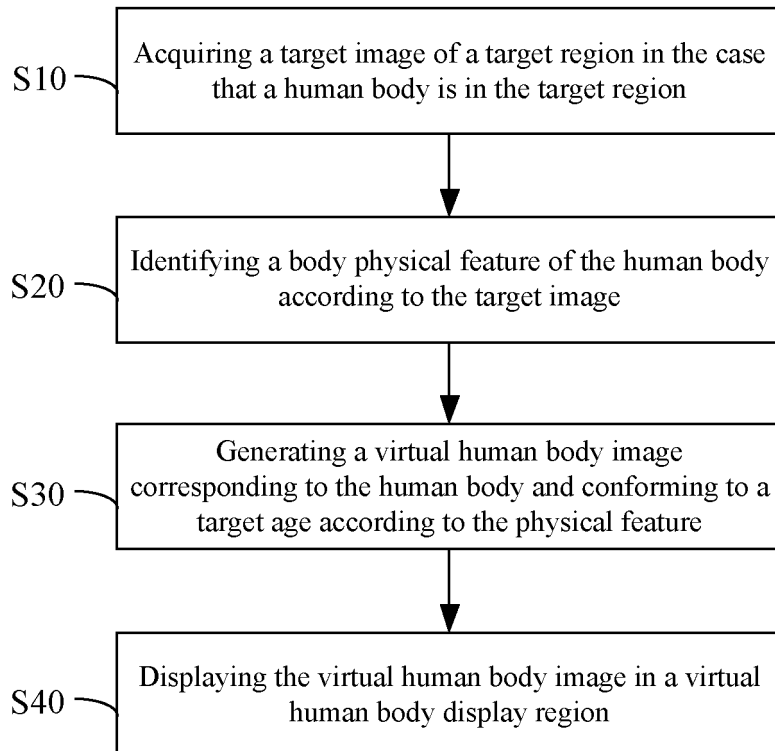 S10
Acquiring a target image of a target region in the case
that a human body is in the target region
S20
Identifying a body physical feature of the human body
according to the target image
S30
Generating a virtual human body image
corresponding to the human body and conforming to a
target age according to the physical feature
S40
Displaying the virtual human body image in a virtual
human body display region